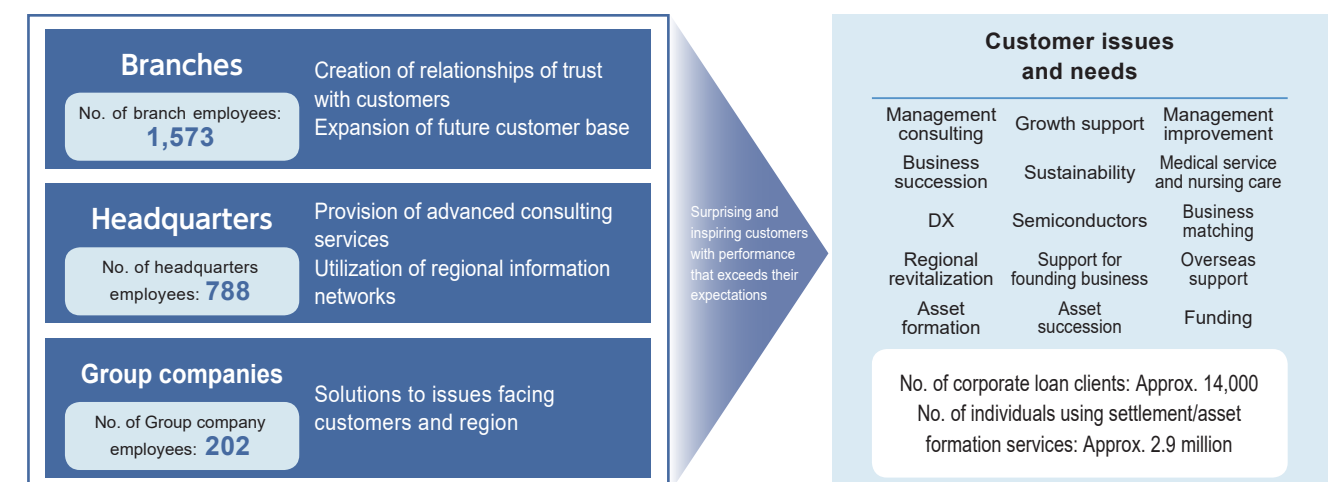 Branches
No. of branch employees:
1,573
Creation of relationships of trust
with customers
Expansion of future customer base
Headquarters
No. of headquarters
employees: 788
Provision of advanced consulting
services
Utilization of regional information
networks
Group companies
No. of Group company
employees: 202
Solutions to issues facing
customers and region
Surprising and
inspiring customers
with performance
that exceeds their
expectations
Customer issues
and needs
Management
consulting
Growth support
Management
improvement
Business
succession
Sustainability
Medical service
and nursing care
DX
Semiconductors
Business
matching
Regional
revitalization
Support for
founding business
Overseas
support
Asset
formation
Asset
succession
Funding
No. of corporate loan clients: Approx. 14,000
No. of individuals using settlement/asset
formation services: Approx. 2.9 million